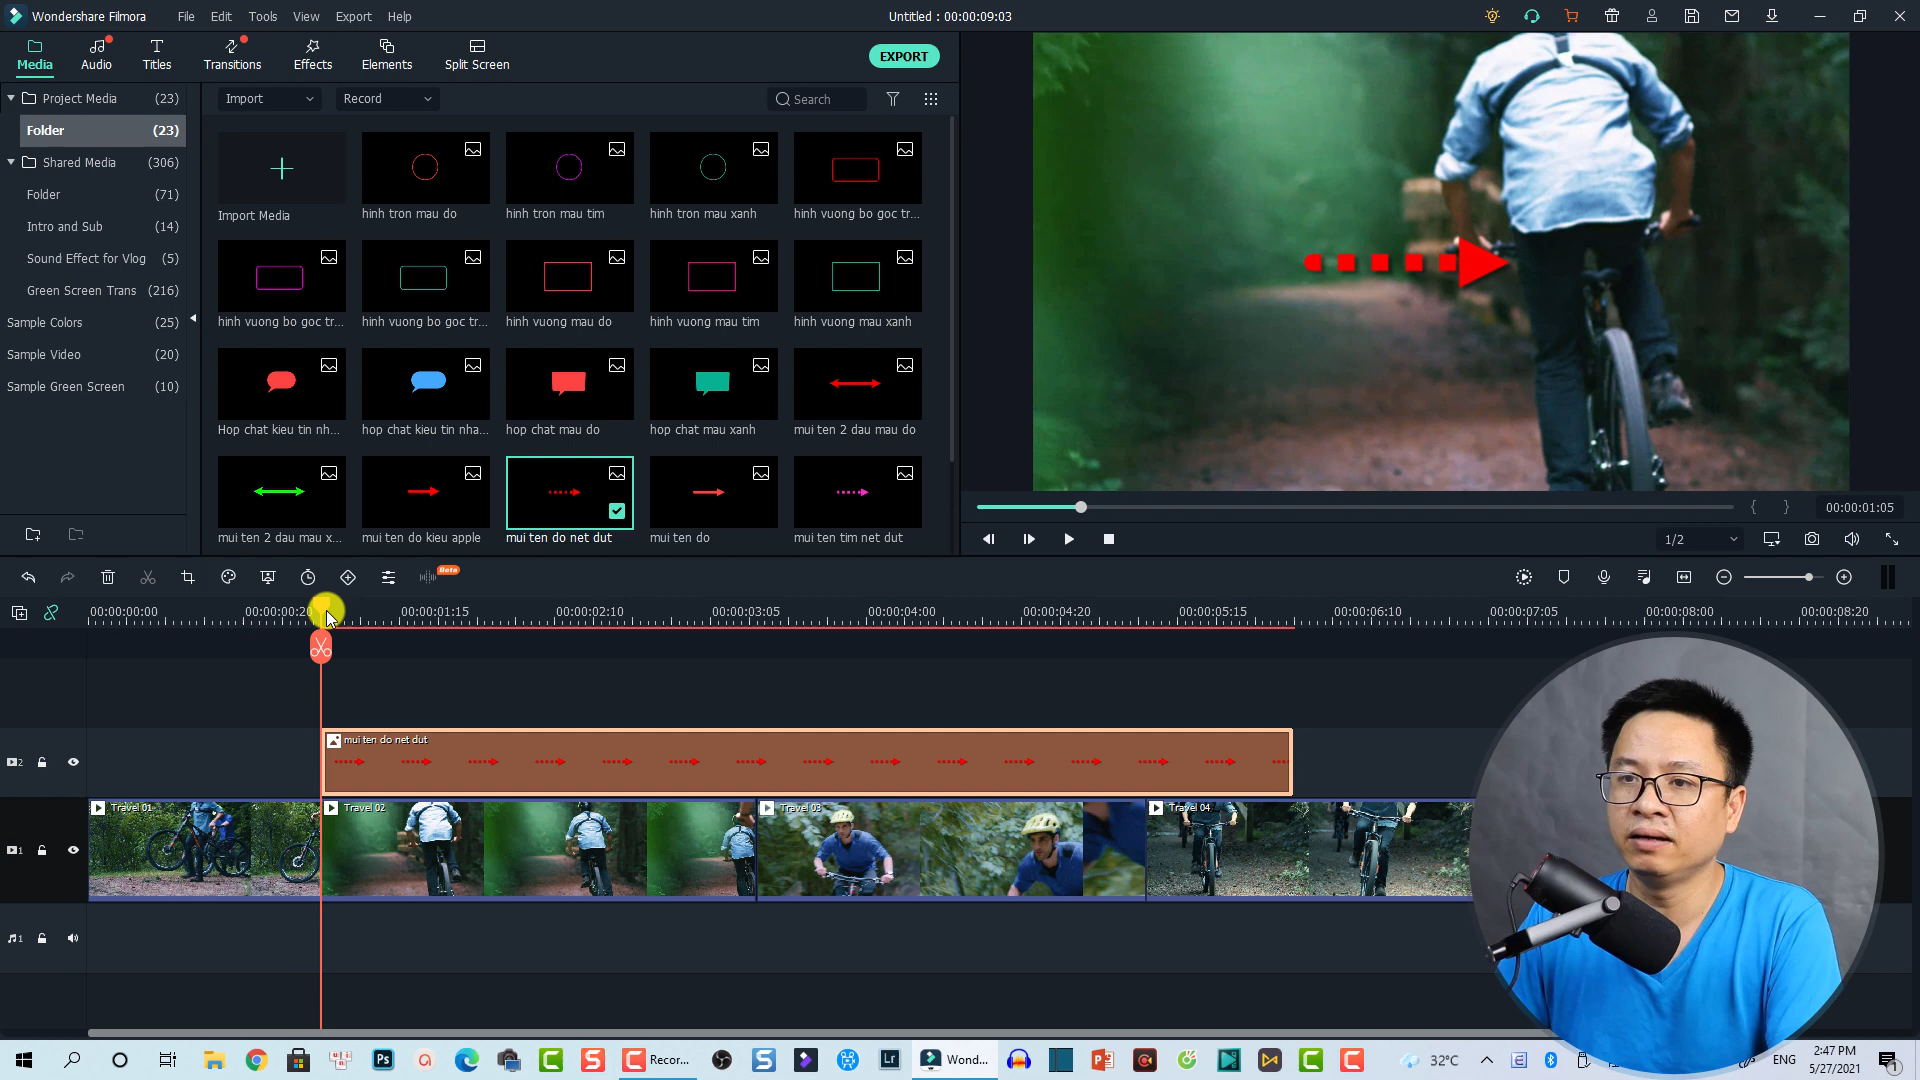 Wondershare Filmora
File Edit Tools View Export Help
Untitled : 00:00:09:03
Media Audio Titles Transitions Effects Elements Split Screen
EXPORT
Project Media (23)
Folder (23)
Shared Media (306)
Folder (71)
Intro and Sub (14)
Sound Effect for Vlog (5)
Green Screen Trans (216)
Sample Colors (25)
Sample Video (20)
Sample Green Screen (10)
Import Record Search
Import Media hinh tron mau do hinh tron mau tim hinh tron mau xanh hinh vuong bo goc tr...
hinh vuong bo goc tr... hinh vuong bo goc tr... hinh vuong mau do hinh vuong mau tim hinh vuong mau xanh
Hop chat kieu tin nh... hop chat kieu tin nha... hop chat mau do hop chat mau xanh mui ten 2 dau mau do
mui ten 2 dau mau x... mui ten do kieu apple mui ten do net dut mui ten do mui ten tim net dut
00:00:01:05
1/2
Beta
00:00:00:00 00:00:00:20 00:00:01:15 00:00:02:10 00:00:03:05 00:00:04:00 00:00:04:20 00:00:05:15 00:00:06:10 00:00:07:05 00:00:08:00 00:00:08:20
mui ten do net dut
2
Travel 01 Travel 02 Travel 03 Travel 04
1
1
Ps Lr Recor... Wond...
32°C ENG
2:47 PM
5/27/2021